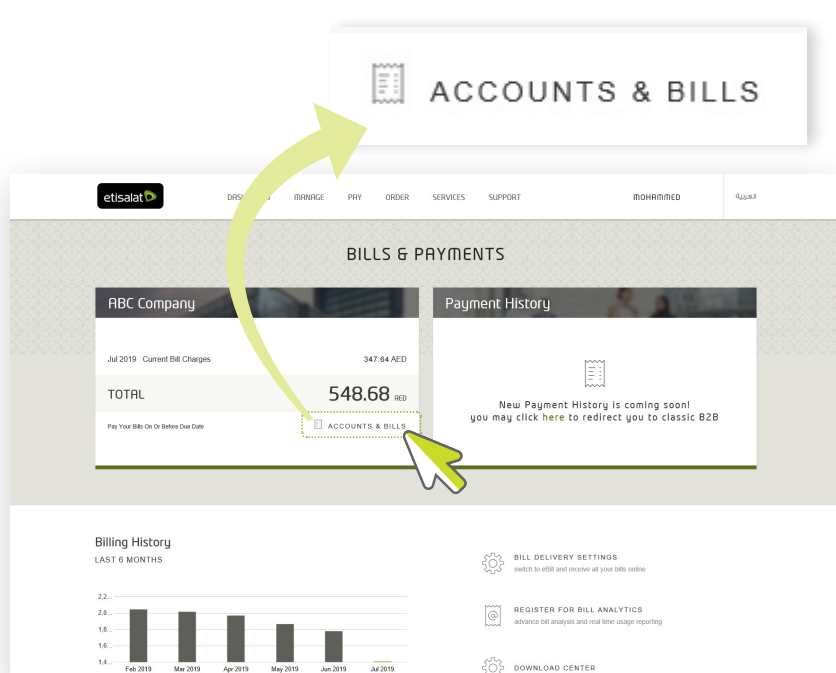 ACCOUNTS & BILLS
etisalat
MANAGE PAY ORDER SERVICES SUPPORT MOHAMMED العربية
BILLS & PAYMENTS
ABC Company
Payment History
Jul 2019 Current Bill Charges 347.64 AED
TOTAL 548.68 AED
Pay Your Bills On Or Before Due Date ACCOUNTS & BILLS
New Payment History is coming soon!
you may click here to redirect you to classic B2B
Billing History
LAST 6 MONTHS
2,2...
2,0...
1,8...
1,6...
1,4...
Feb 2019 Mar 2019 Apr 2019 May 2019 Jun 2019 Jul 2019
BILL DELIVERY SETTINGS
switch to eBill and receive all your bills online
REGISTER FOR BILL ANALYTICS
advance bill analysis and real time usage reporting
DOWNLOAD CENTER